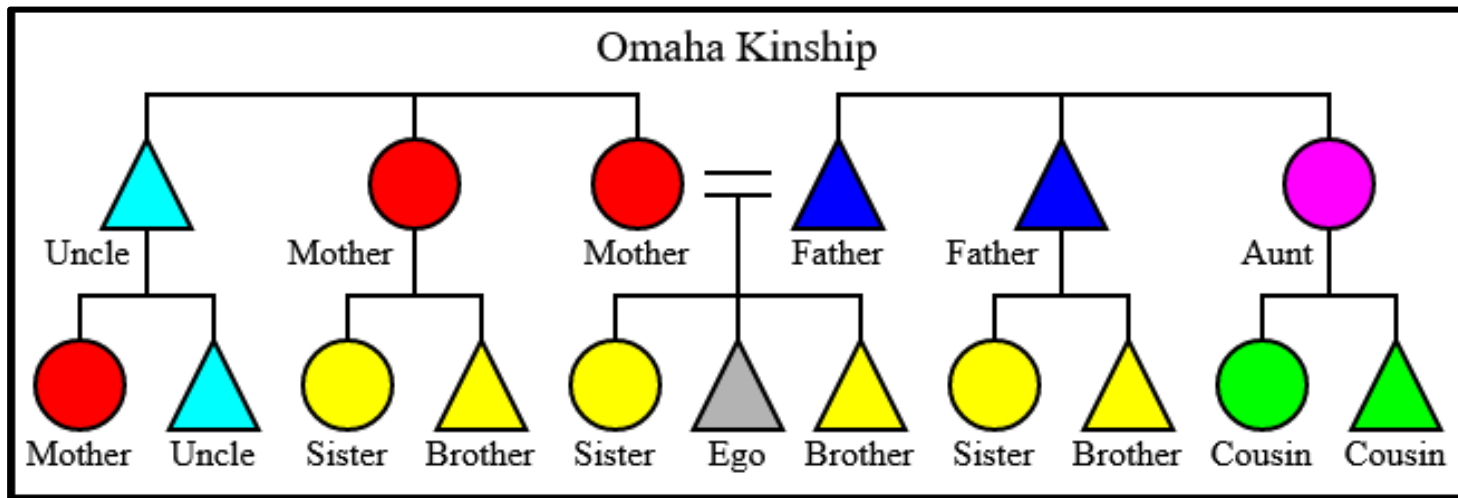 Omaha Kinship
Uncle Mother Mother Father Father Aunt
Mother Uncle Sister Brother Sister Ego Brother Sister Brother Cousin Cousin